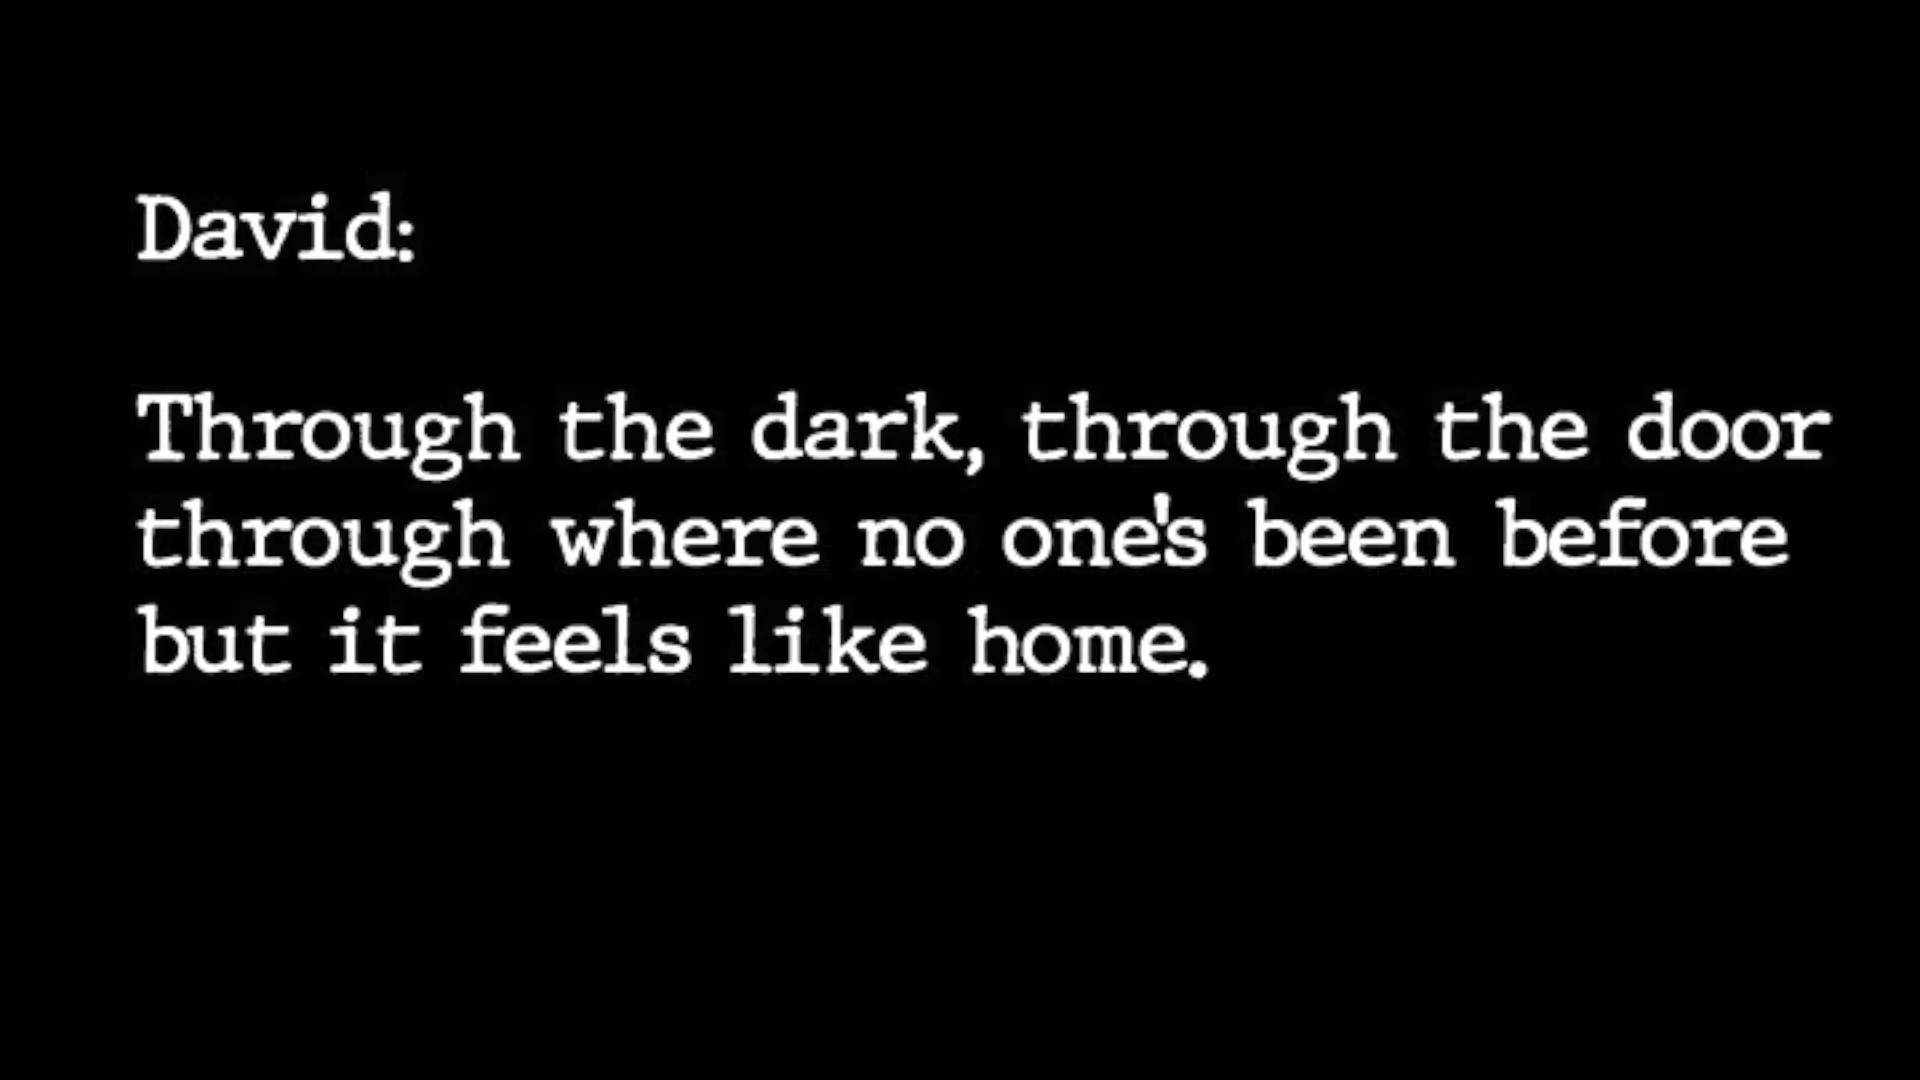 David:
Through the dark, through the door
through where no one's been before
but it feels like home.